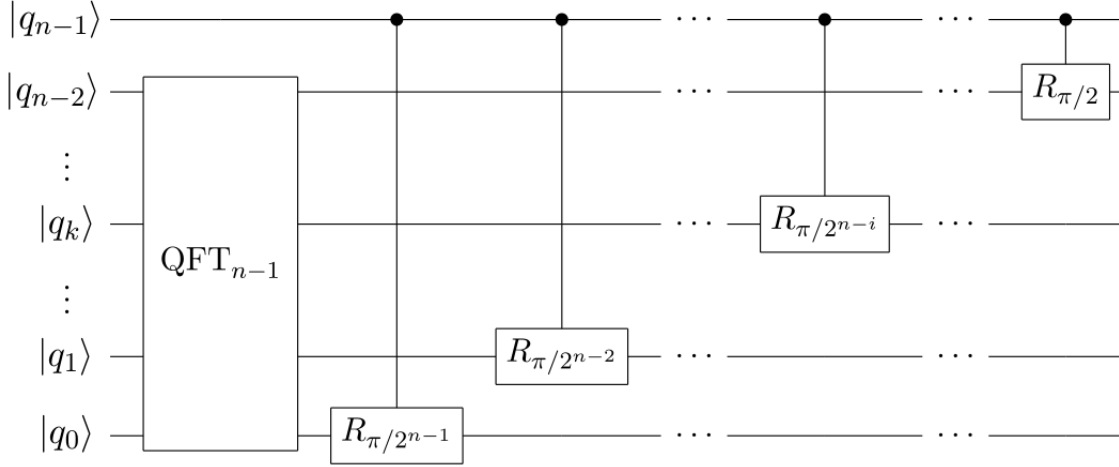 |q_{n-1}⟩ ⋯ ⋯
|q_{n-2}⟩ ⋯ ⋯ R_{π/2}
⋮
|q_k⟩ ⋯ R_{π/2^{n-i}} ⋯
QFT_{n-1}
⋮
|q_1⟩ R_{π/2^{n-2}} ⋯ ⋯
|q_0⟩ R_{π/2^{n-1}} ⋯ ⋯